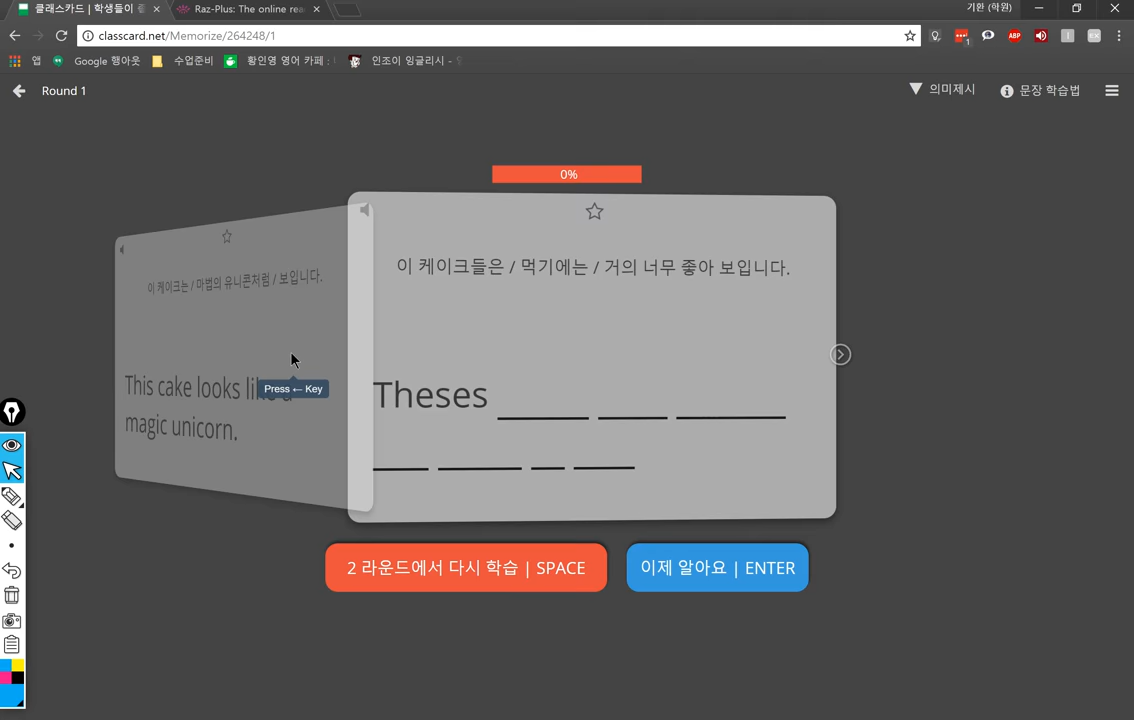 클래스카드 | 학생들이
Raz-Plus: The online rea
기환 (학원)
classcard.net/Memorize/264248/1
1
ABP
앱 Google 행아웃 수업준비 황인영 영어 카페 : 인조이 잉글리시 -
Round 1
의미제시
문장 학습법
0%
이 케이크는 / 마법의 유니콘처럼 / 보입니다.
This cake looks like a
magic unicorn.
Press ← Key
이 케이크들은 / 먹기에는 / 거의 너무 좋아 보입니다.
Theses
2 라운드에서 다시 학습 | SPACE
이제 알아요 | ENTER